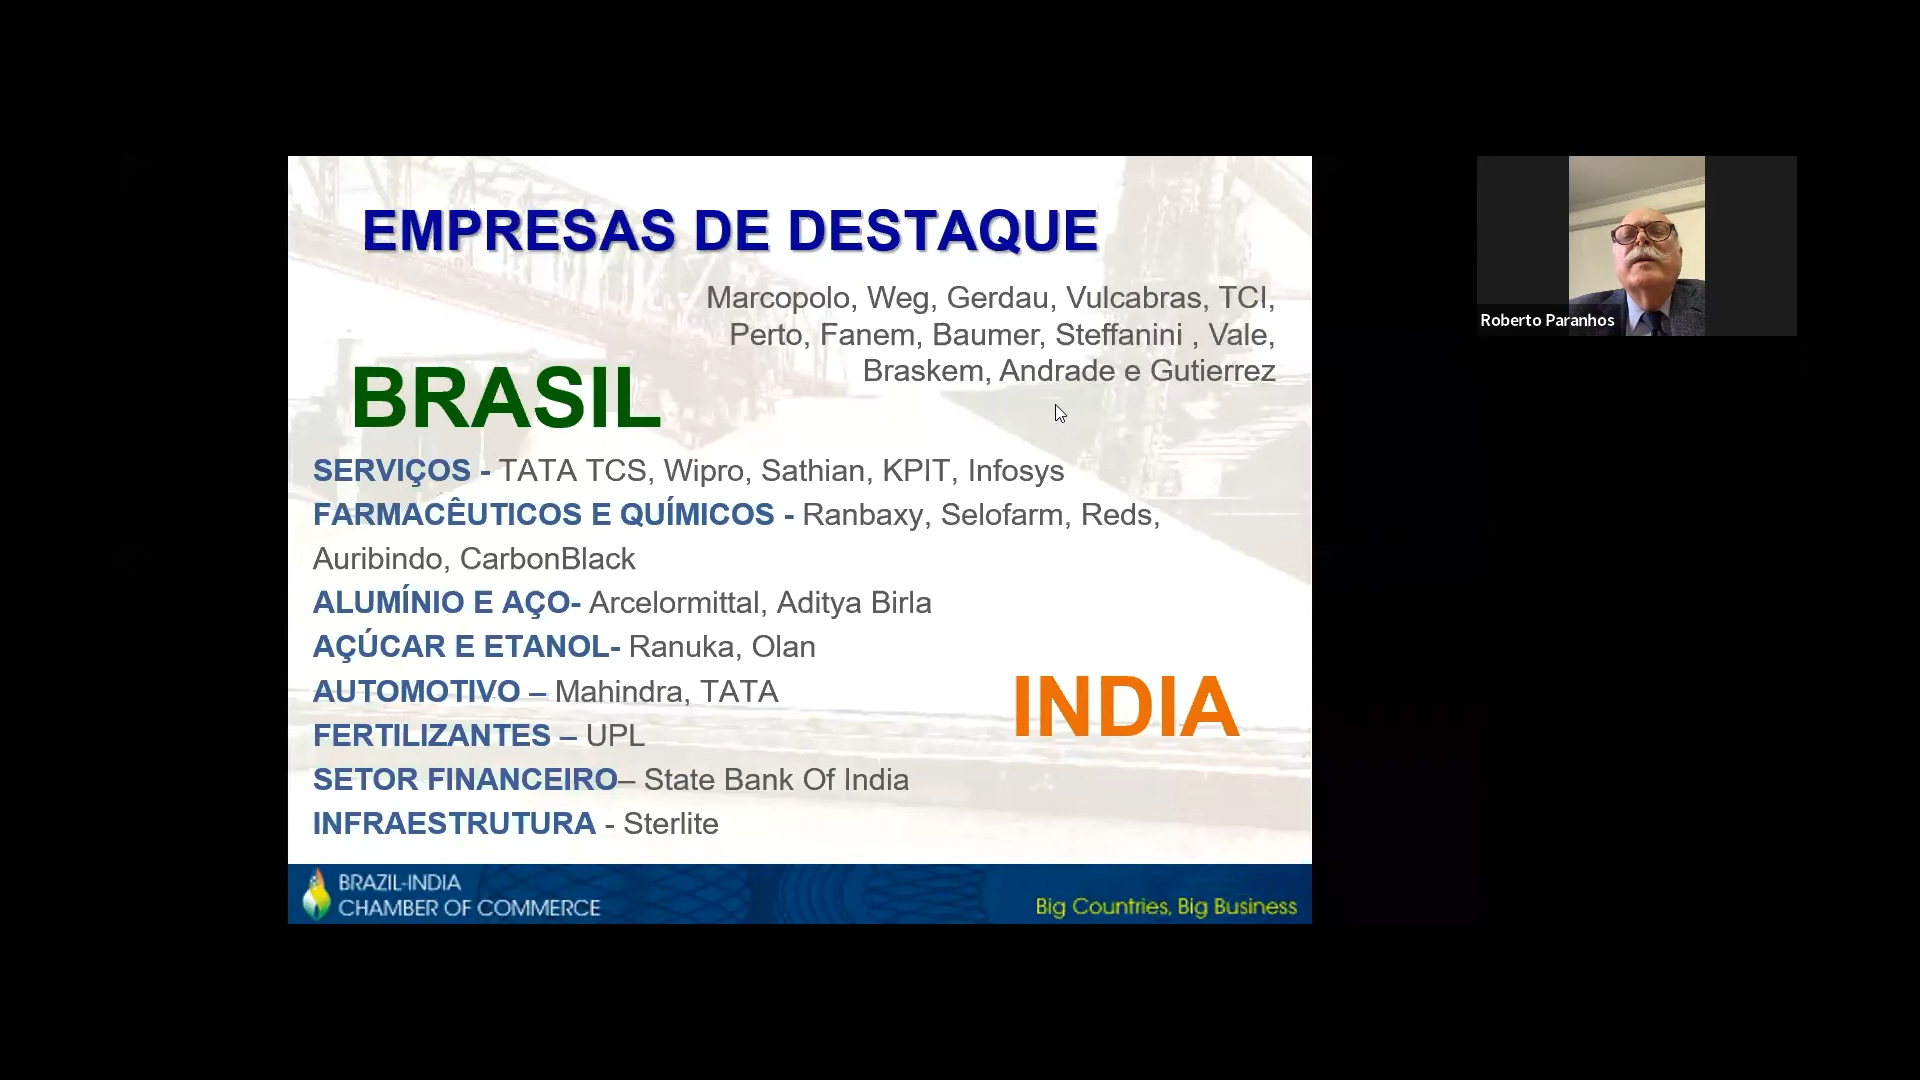 EMPRESAS DE DESTAQUE
Marcopolo, Weg, Gerdau, Vulcabras, TCI,
Perto, Fanem, Baumer, Steffanini , Vale,
Braskem, Andrade e Gutierrez
BRASIL
SERVIÇOS - TATA TCS, Wipro, Sathian, KPIT, Infosys
FARMACÊUTICOS E QUÍMICOS - Ranbaxy, Selofarm, Reds,
Auribindo, CarbonBlack
ALUMÍNIO E AÇO- Arcelormittal, Aditya Birla
AÇÚCAR E ETANOL- Ranuka, Olan
AUTOMOTIVO – Mahindra, TATA
INDIA
FERTILIZANTES – UPL
SETOR FINANCEIRO– State Bank Of India
INFRAESTRUTURA - Sterlite
BRAZIL-INDIA
CHAMBER OF COMMERCE
Big Countries, Big Business
Roberto Paranhos